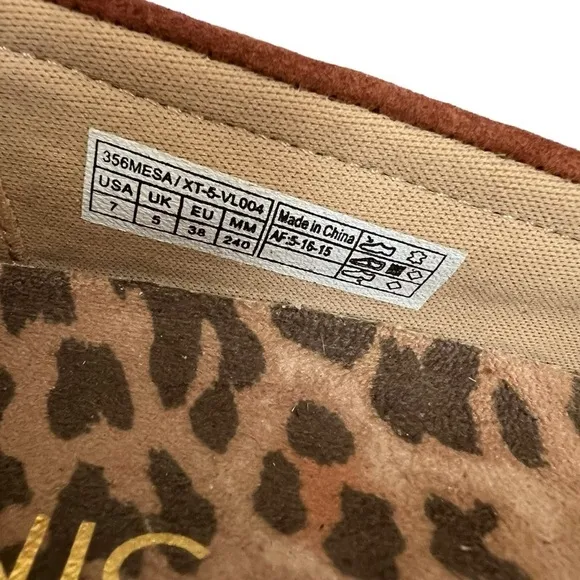 356MESA / XT-5-VL004
USA UK EU MM
7 5 38 240
Made in China
AF:5-16-15